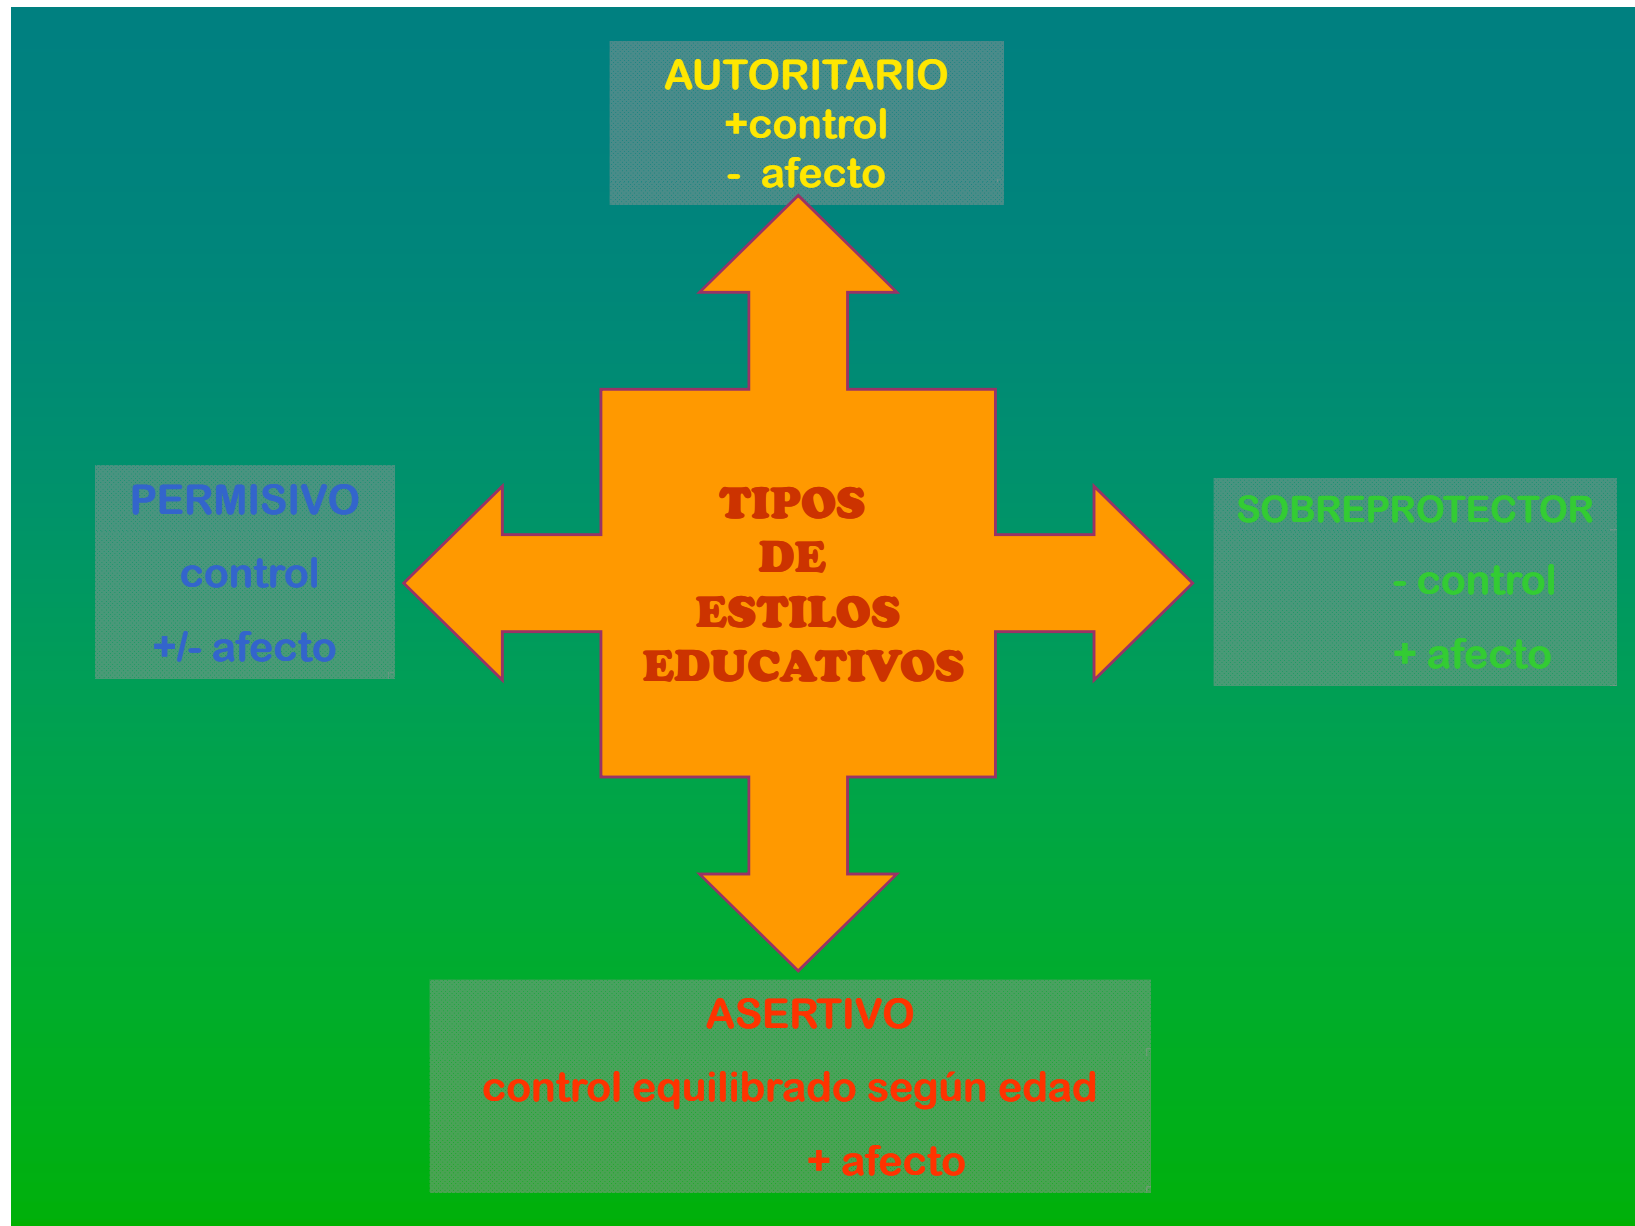 AUTORITARIO
+control
- afecto
PERMISIVO
control
+/- afecto
TIPOS
DE
ESTILOS
EDUCATIVOS
SOBREPROTECTOR
- control
+ afecto
ASERTIVO
control equilibrado según edad
+ afecto